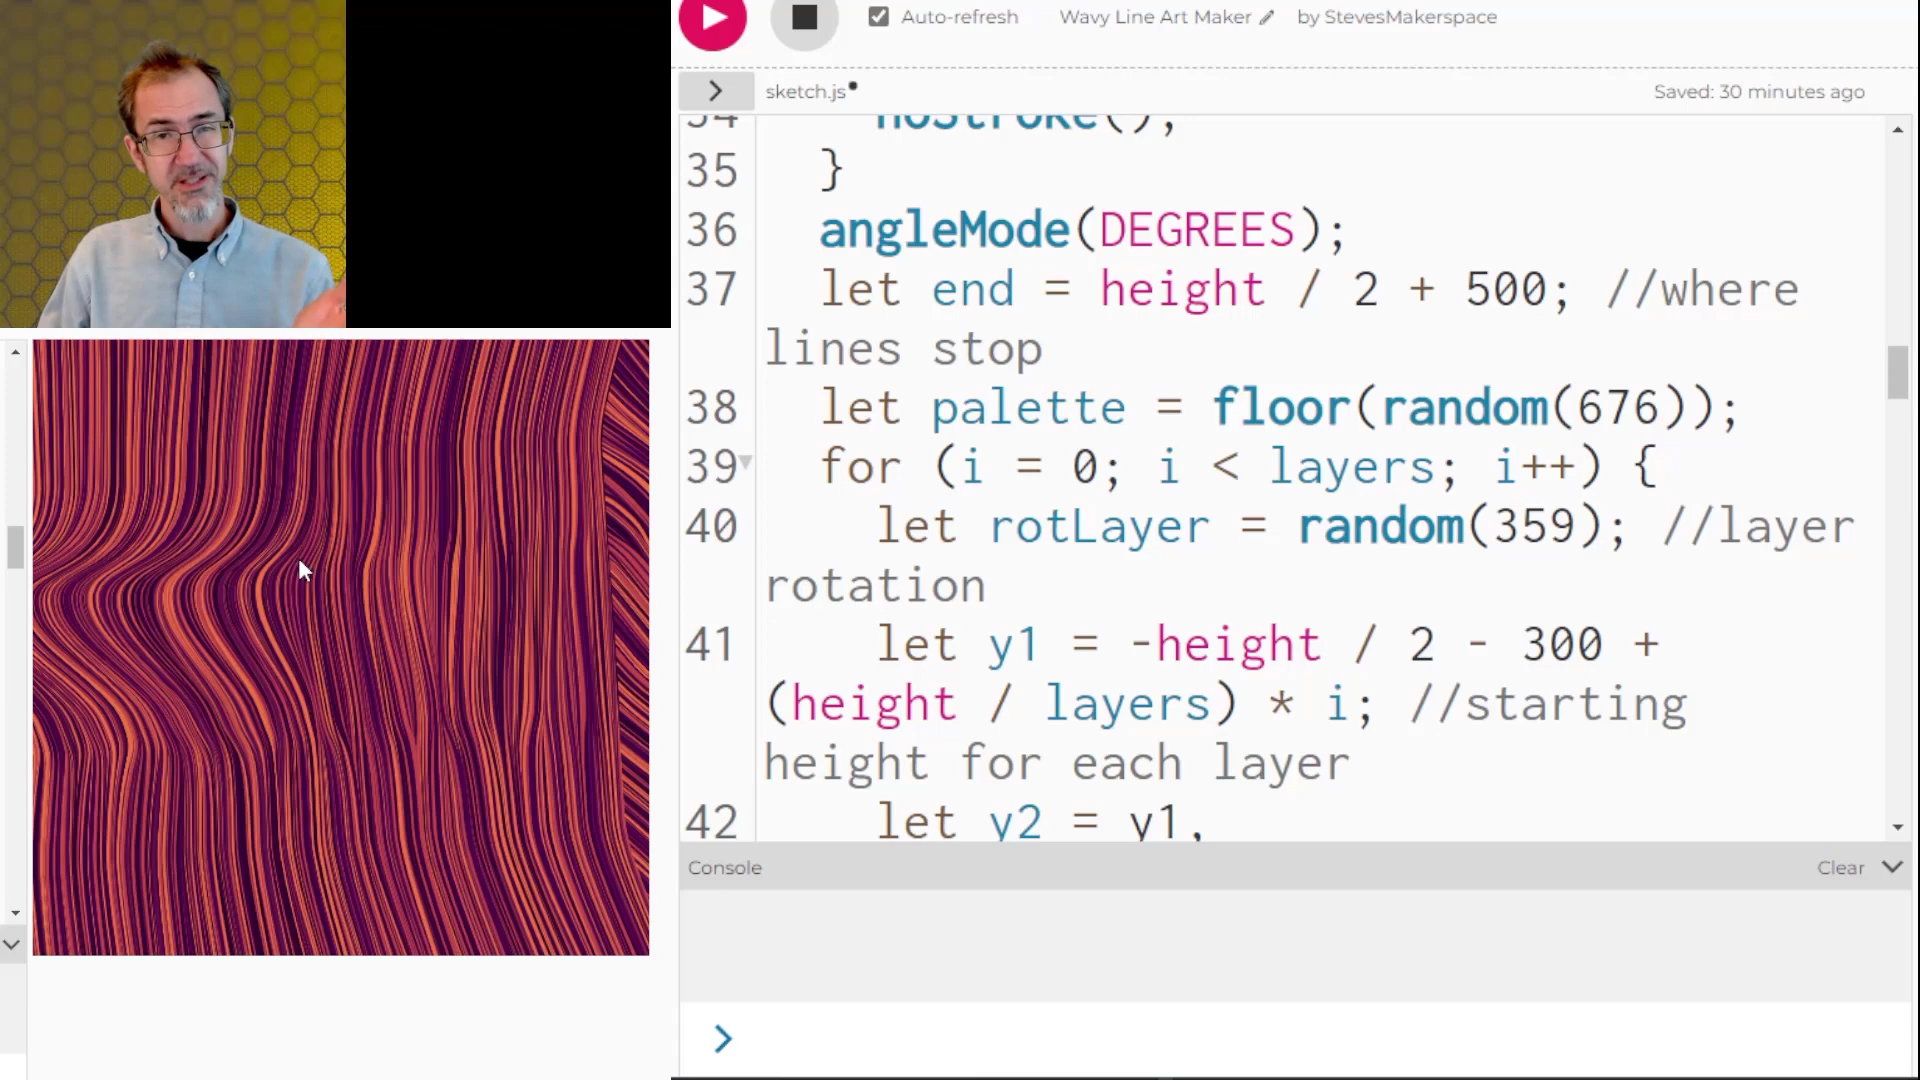 Auto-refresh Wavy Line Art Maker by StevesMakerspace
sketch.js Saved: 30 minutes ago
34 noStroke();
35 }
36 angleMode(DEGREES);
37 let end = height / 2 + 500; //where
lines stop
38 let palette = floor(random(676));
39 for (i = 0; i < layers; i++) {
40 let rotLayer = random(359); //layer
rotation
41 let y1 = -height / 2 - 300 +
(height / layers) * i; //starting
height for each layer
42 let y2 = y1,
Console Clear